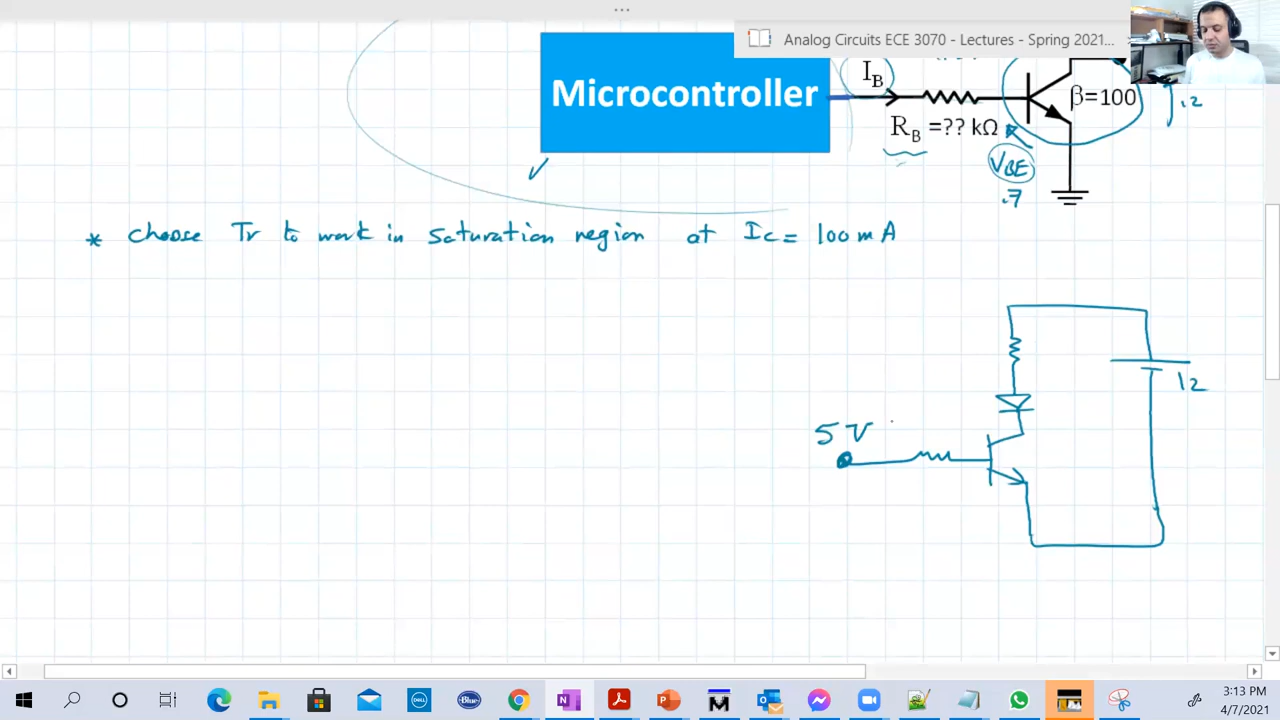 Analog Circuits ECE 3070 - Lectures - Spring 2021...
Microcontroller
IB
β=100
.2
RB =?? kΩ
VBE
.7
* choose Tr to work in saturation region at Ic = 100 mA
12
5V
3:13 PM
4/7/2021